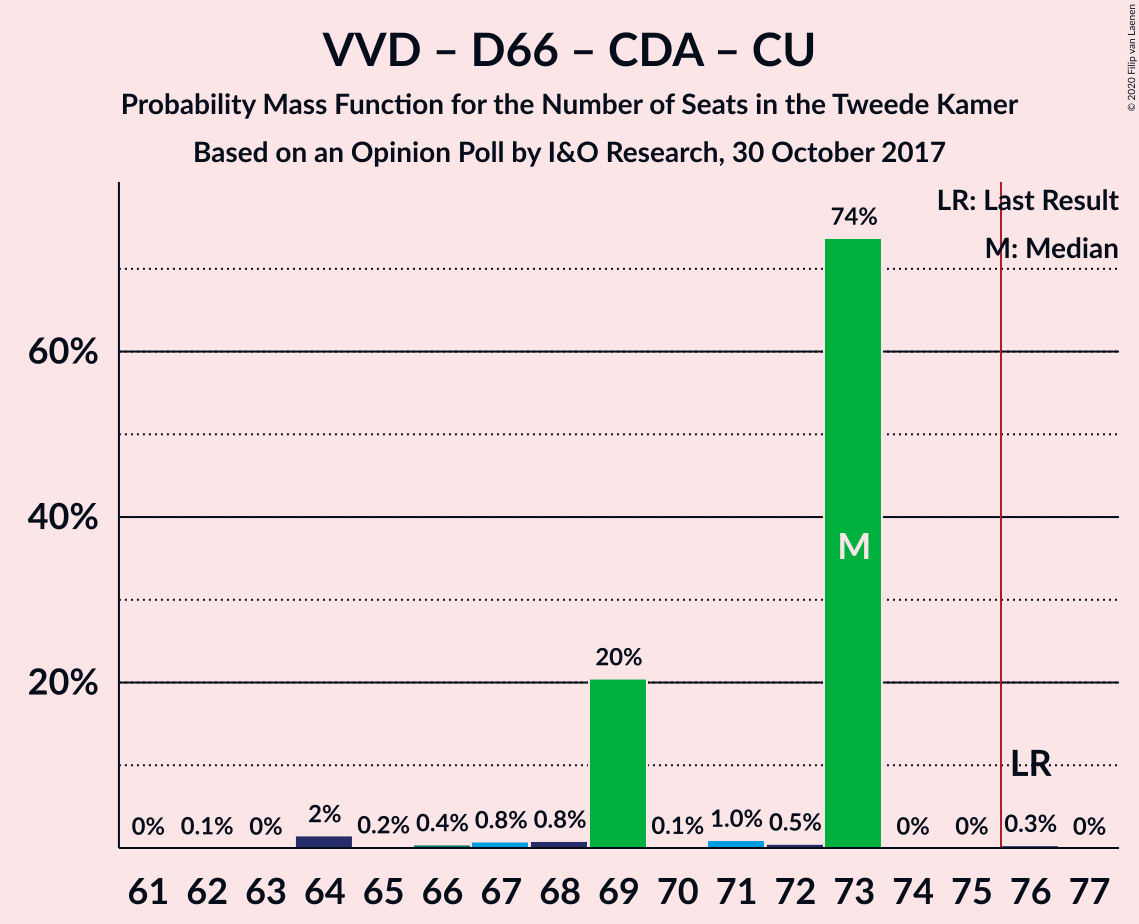 VVD – D66 – CDA – CU
Probability Mass Function for the Number of Seats in the Tweede Kamer
Based on an Opinion Poll by I&O Research, 30 October 2017
© 2020 Filip van Laenen
LR: Last Result
M: Median
60%
40%
20%
0%
0.1%
0%
2%
0.2%
0.4%
0.8%
0.8%
20%
0.1%
1.0%
0.5%
74%
0%
0%
0.3%
0%
M
LR
61 62 63 64 65 66 67 68 69 70 71 72 73 74 75 76 77